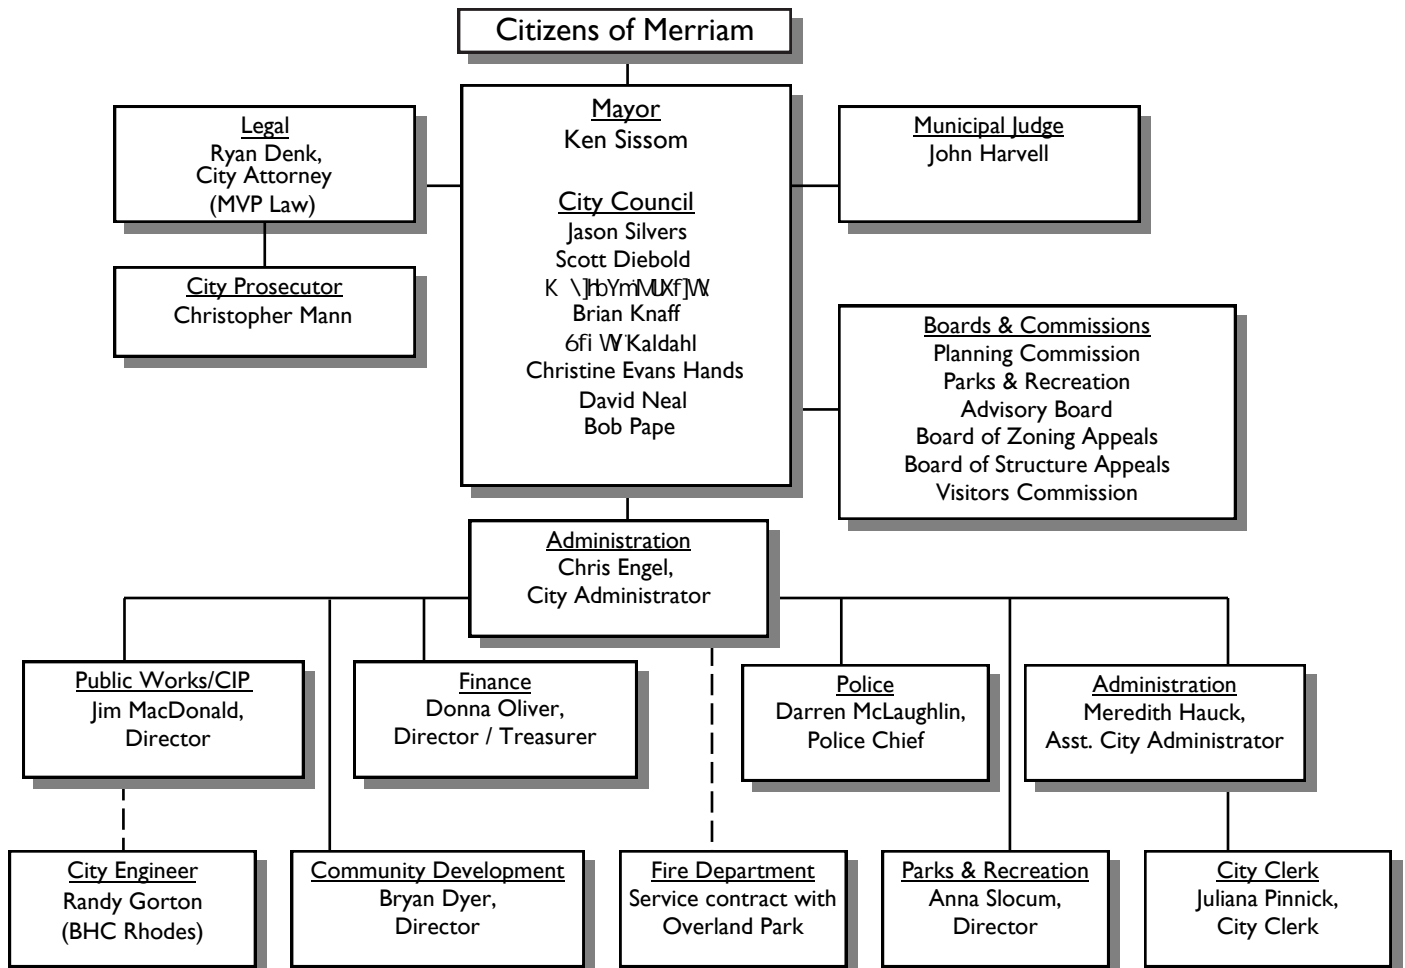 Citizens of Merriam
Mayor
Ken Sissom
City Council
Jason Silvers
Scott Diebold
Brian Knaff
Kaldahl
Christine Evans Hands
David Neal
Bob Pape
Legal
Ryan Denk,
City Attorney
(MVP Law)
City Prosecutor
Christopher Mann
Municipal Judge
John Harvell
Boards & Commissions
Planning Commission
Parks & Recreation
Advisory Board
Board of Zoning Appeals
Board of Structure Appeals
Visitors Commission
Administration
Chris Engel,
City Administrator
Public Works/CIP
Jim MacDonald,
Director
Finance
Donna Oliver,
Director / Treasurer
Police
Darren McLaughlin,
Police Chief
Administration
Meredith Hauck,
Asst. City Administrator
City Engineer
Randy Gorton
(BHC Rhodes)
Community Development
Bryan Dyer,
Director
Fire Department
Service contract with
Overland Park
Parks & Recreation
Anna Slocum,
Director
City Clerk
Juliana Pinnick,
City Clerk